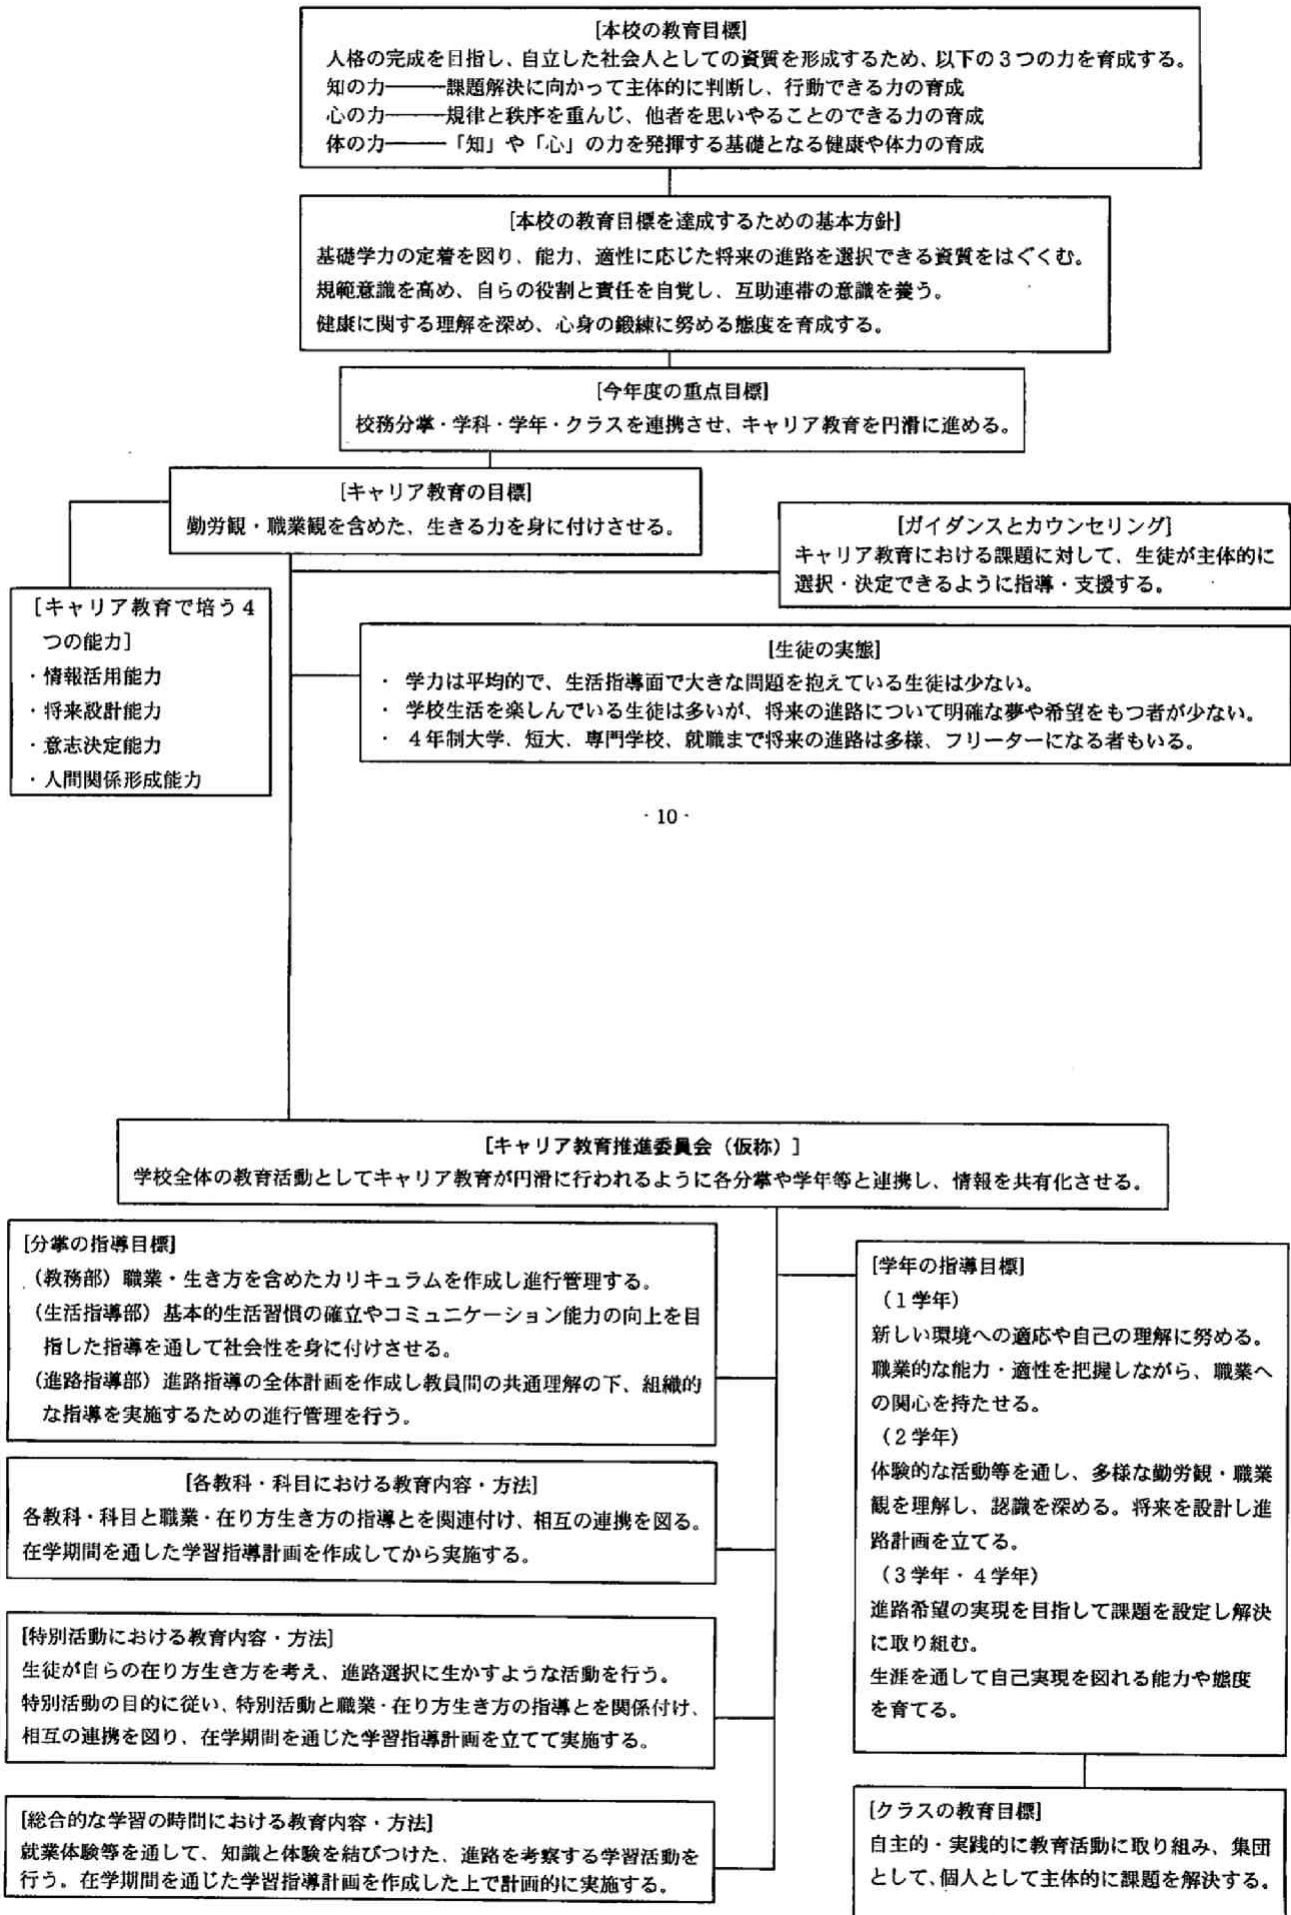 [本校の教育目標]
人格の完成を目指し、自立した社会人としての資質を形成するため、以下の3つの力を育成する。
知の力―――課題解決に向かって主体的に判断し、行動できる力の育成
心の力―――規律と秩序を重んじ、他者を思いやることのできる力の育成
体の力―――「知」や「心」の力を発揮する基礎となる健康や体力の育成
[本校の教育目標を達成するための基本方針]
基礎学力の定着を図り、能力、適性に応じた将来の進路を選択できる資質をはぐくむ。
規範意識を高め、自らの役割と責任を自覚し、互助連帯の意識を養う。
健康に関する理解を深め、心身の鍛練に努める態度を育成する。
[今年度の重点目標]
校務分掌・学科・学年・クラスを連携させ、キャリア教育を円滑に進める。
[キャリア教育の目標]
勤労観・職業観を含めた、生きる力を身に付けさせる。
[ガイダンスとカウンセリング]
キャリア教育における課題に対して、生徒が主体的に
選択・決定できるように指導・支援する。
[キャリア教育で培う4
つの能力]
・情報活用能力
・将来設計能力
・意志決定能力
・人間関係形成能力
[生徒の実態]
・ 学力は平均的で、生活指導面で大きな問題を抱えている生徒は少ない。
・ 学校生活を楽しんでいる生徒は多いが、将来の進路について明確な夢や希望をもつ者が少ない。
・ 4年制大学、短大、専門学校、就職まで将来の進路は多様、フリーターになる者もいる。
- 10 -
[キャリア教育推進委員会（仮称）]
学校全体の教育活動としてキャリア教育が円滑に行われるように各分掌や学年等と連携し、情報を共有化させる。
[分掌の指導目標]
（教務部）職業・生き方を含めたカリキュラムを作成し進行管理する。
（生活指導部）基本的生活習慣の確立やコミュニケーション能力の向上を目
指した指導を通して社会性を身に付けさせる。
（進路指導部）進路指導の全体計画を作成し教員間の共通理解の下、組織的
な指導を実施するための進行管理を行う。
[各教科・科目における教育内容・方法]
各教科・科目と職業・在り方生き方の指導とを関連付け、相互の連携を図る。
在学期間を通した学習指導計画を作成してから実施する。
[特別活動における教育内容・方法]
生徒が自らの在り方生き方を考え、進路選択に生かすような活動を行う。
特別活動の目的に従い、特別活動と職業・在り方生き方の指導とを関係付け、
相互の連携を図り、在学期間を通じた学習指導計画を立てて実施する。
[総合的な学習の時間における教育内容・方法]
就業体験等を通して、知識と体験を結びつけた、進路を考察する学習活動を
行う。在学期間を通じた学習指導計画を作成した上で計画的に実施する。
[学年の指導目標]
（1学年）
新しい環境への適応や自己の理解に努める。
職業的な能力・適性を把握しながら、職業へ
の関心を持たせる。
（2学年）
体験的な活動等を通し、多様な勤労観・職業
観を理解し、認識を深める。将来を設計し進
路計画を立てる。
（3学年・4学年）
進路希望の実現を目指して課題を設定し解決
に取り組む。
生涯を通して自己実現を図れる能力や態度
を育てる。
[クラスの教育目標]
自主的・実践的に教育活動に取り組み、集団
として、個人として主体的に課題を解決する。